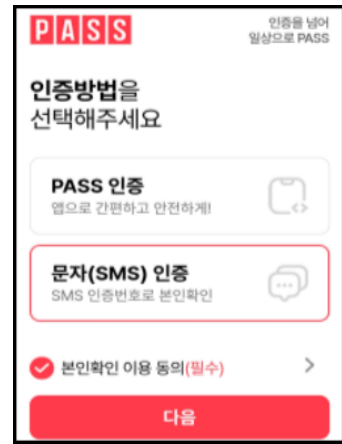 PASS
인증을 넘어
일상으로 PASS
인증방법을
선택해주세요
PASS 인증
앱으로 간편하고 안전하게!
문자(SMS) 인증
SMS 인증번호로 본인확인
본인확인 이용 동의(필수)
다음